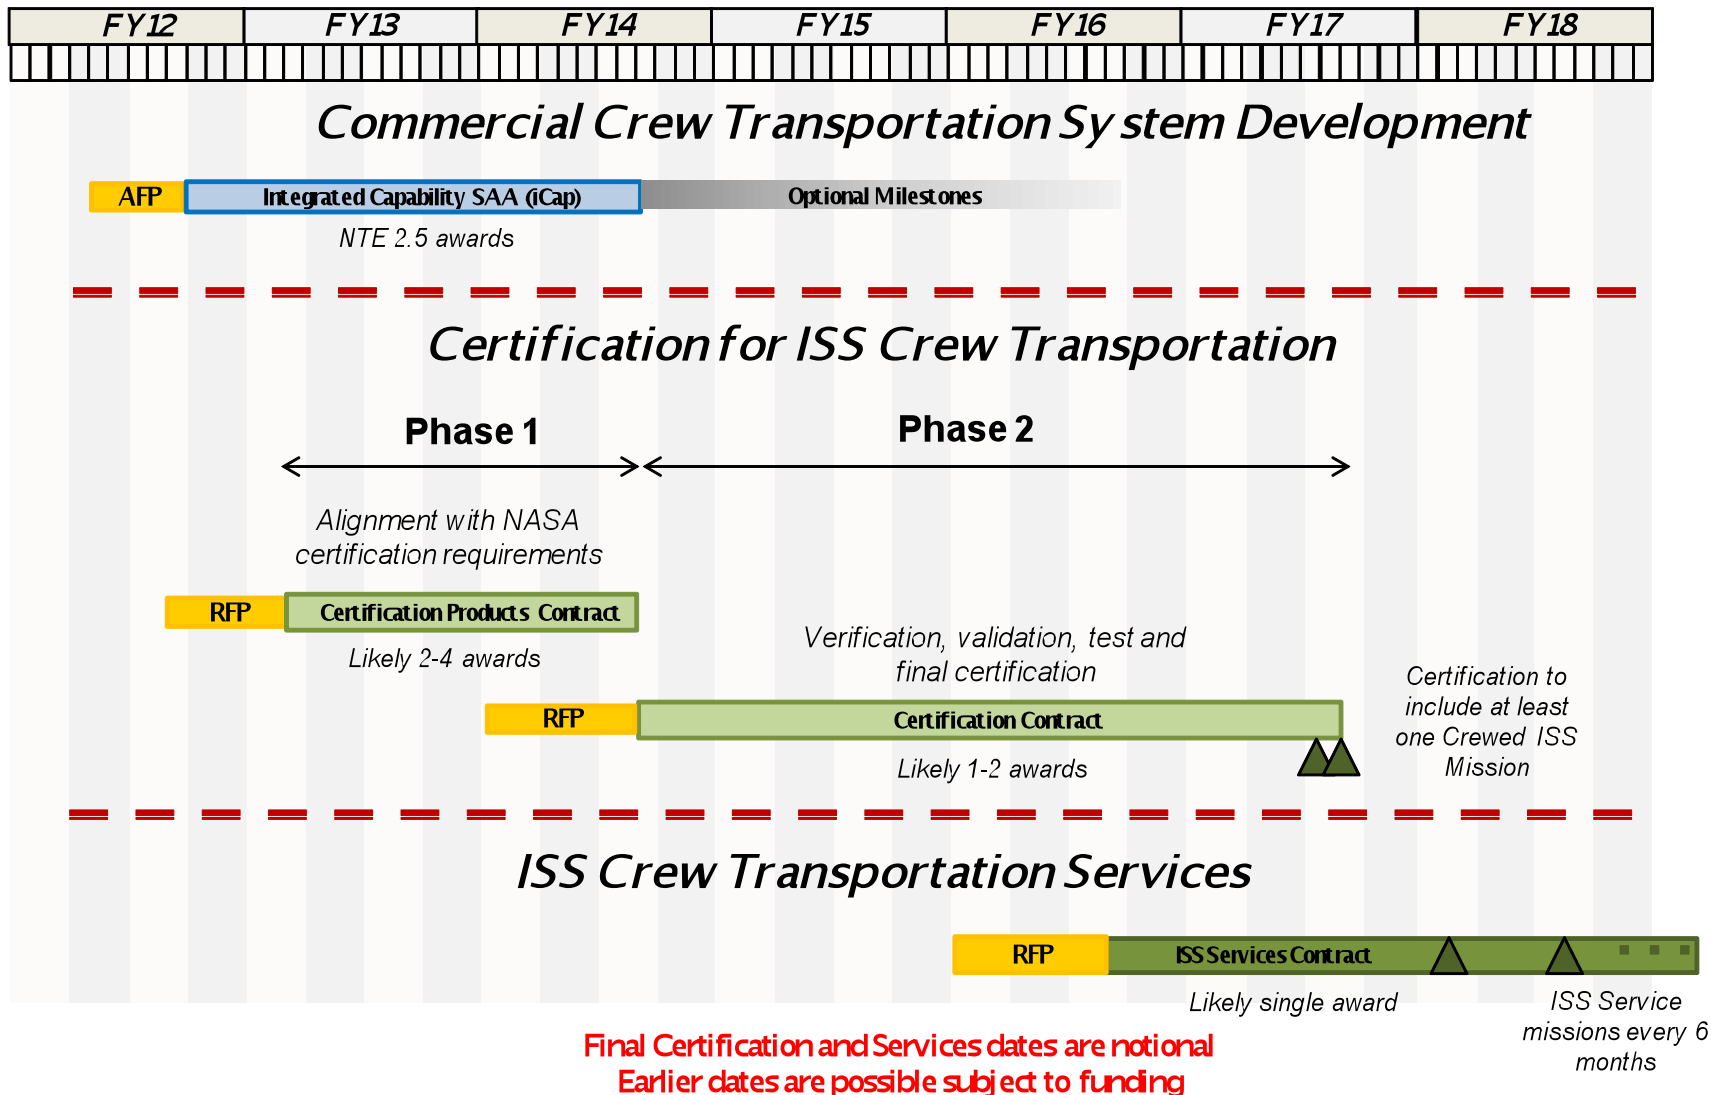 FY12 FY13 FY14 FY15 FY16 FY17 FY18
Commercial Crew Transportation System Development
AFP Integrated Capability SAA (iCap) Optional Milestones
NTE 2.5 awards
Certification for ISS Crew Transportation
Phase 1 Phase 2
Alignment with NASA
certification requirements
RFP Certification Products Contract
Likely 2-4 awards
Verification, validation, test and
final certification
RFP Certification Contract
Likely 1-2 awards
Certification to
include at least
one Crewed ISS
Mission
ISS Crew Transportation Services
RFP ISS Services Contract
Likely single award
ISS Service
missions every 6
months
Final Certification and Services dates are notional
Earlier dates are possible subject to funding